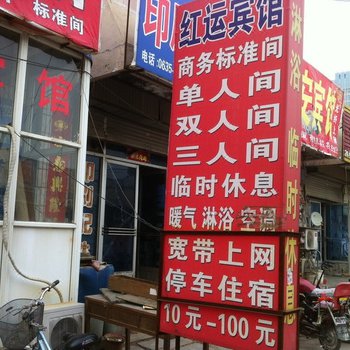 红运宾馆
商务标准间
单人间
双人间
三人间
临时休息
暖气 淋浴 空调
宽带上网
停车住宿
10元-100元
淋浴
临时休息
标准间
印
电话:0635
宾馆